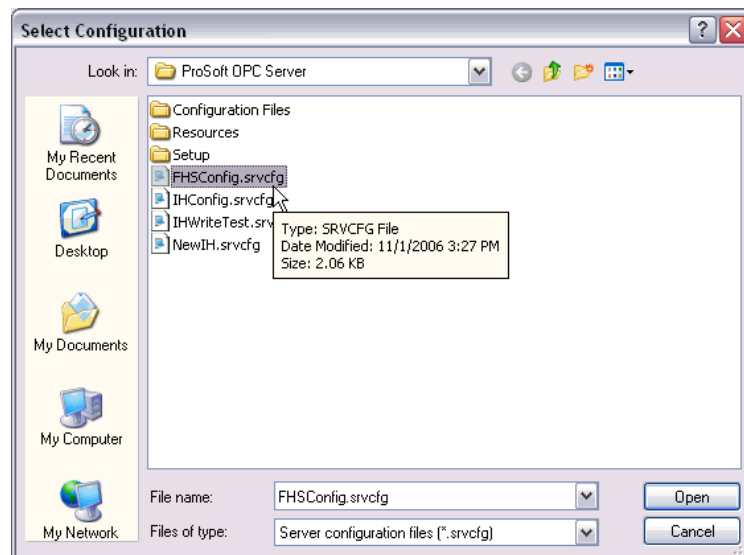 Select Configuration
Look in:
ProSoft OPC Server
My Recent
Documents
Desktop
My Documents
My Computer
My Network
Configuration Files
Resources
Setup
FHSConfig.srvcfg
IHConfig.srvcfg
IHWriteTest.srv
NewIH.srvcfg
Type: SRVCFG File
Date Modified: 11/1/2006 3:27 PM
Size: 2.06 KB
File name:
FHSConfig.srvcfg
Open
Files of type:
Server configuration files (*.srvcfg)
Cancel